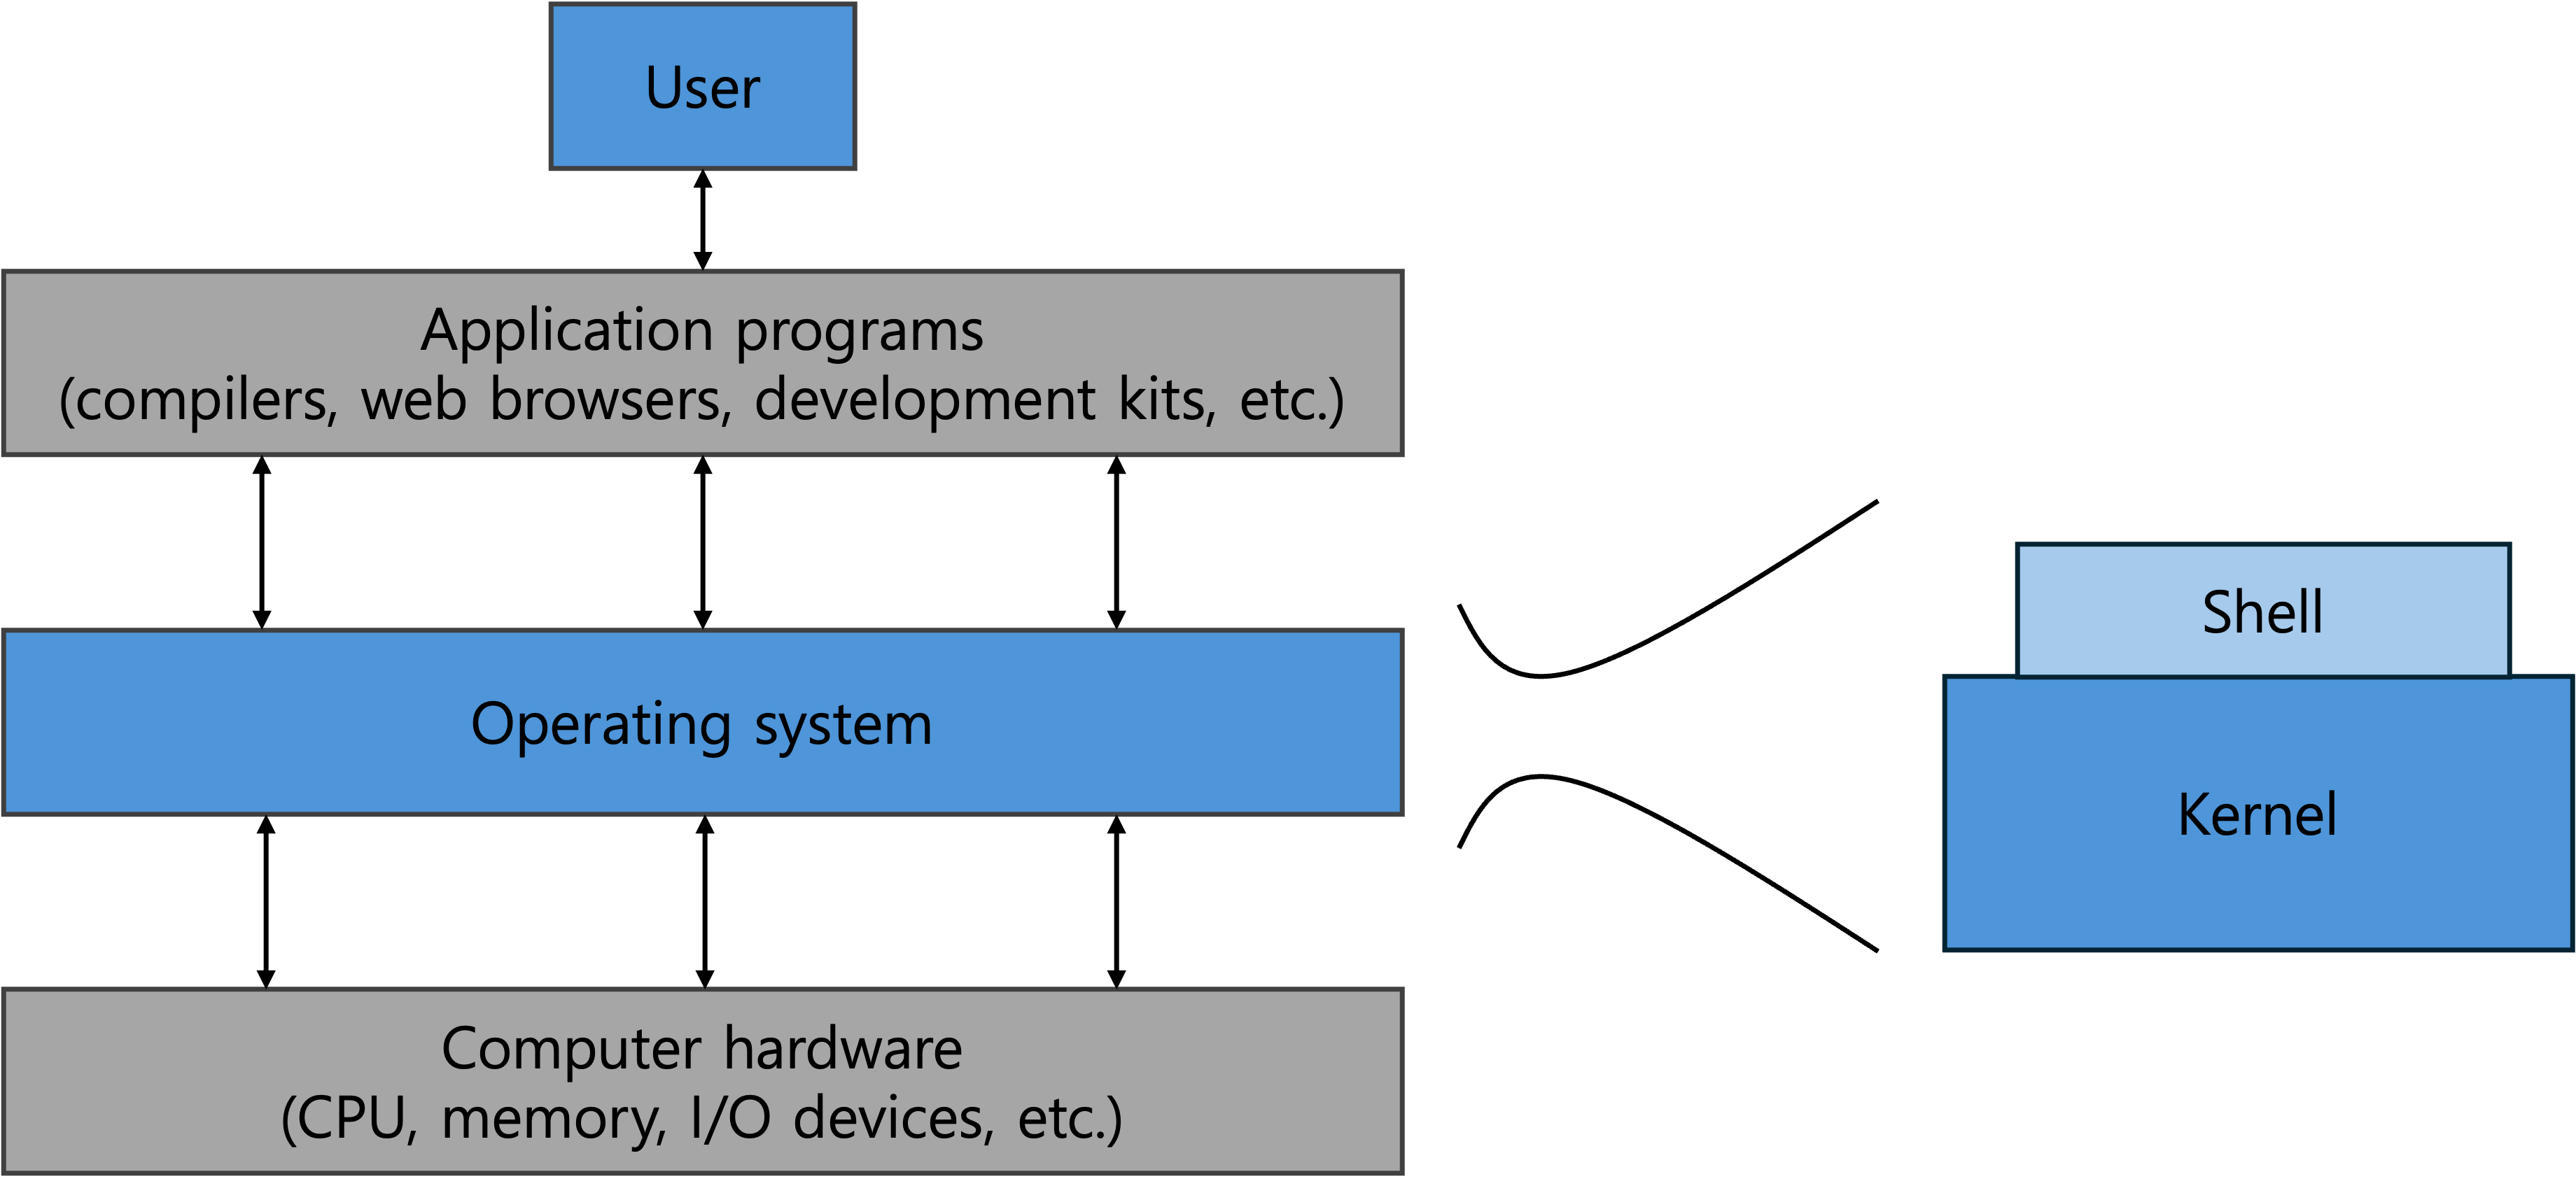 User
Application programs
(compilers, web browsers, development kits, etc.)
Operating system
Computer hardware
(CPU, memory, I/O devices, etc.)
Shell
Kernel